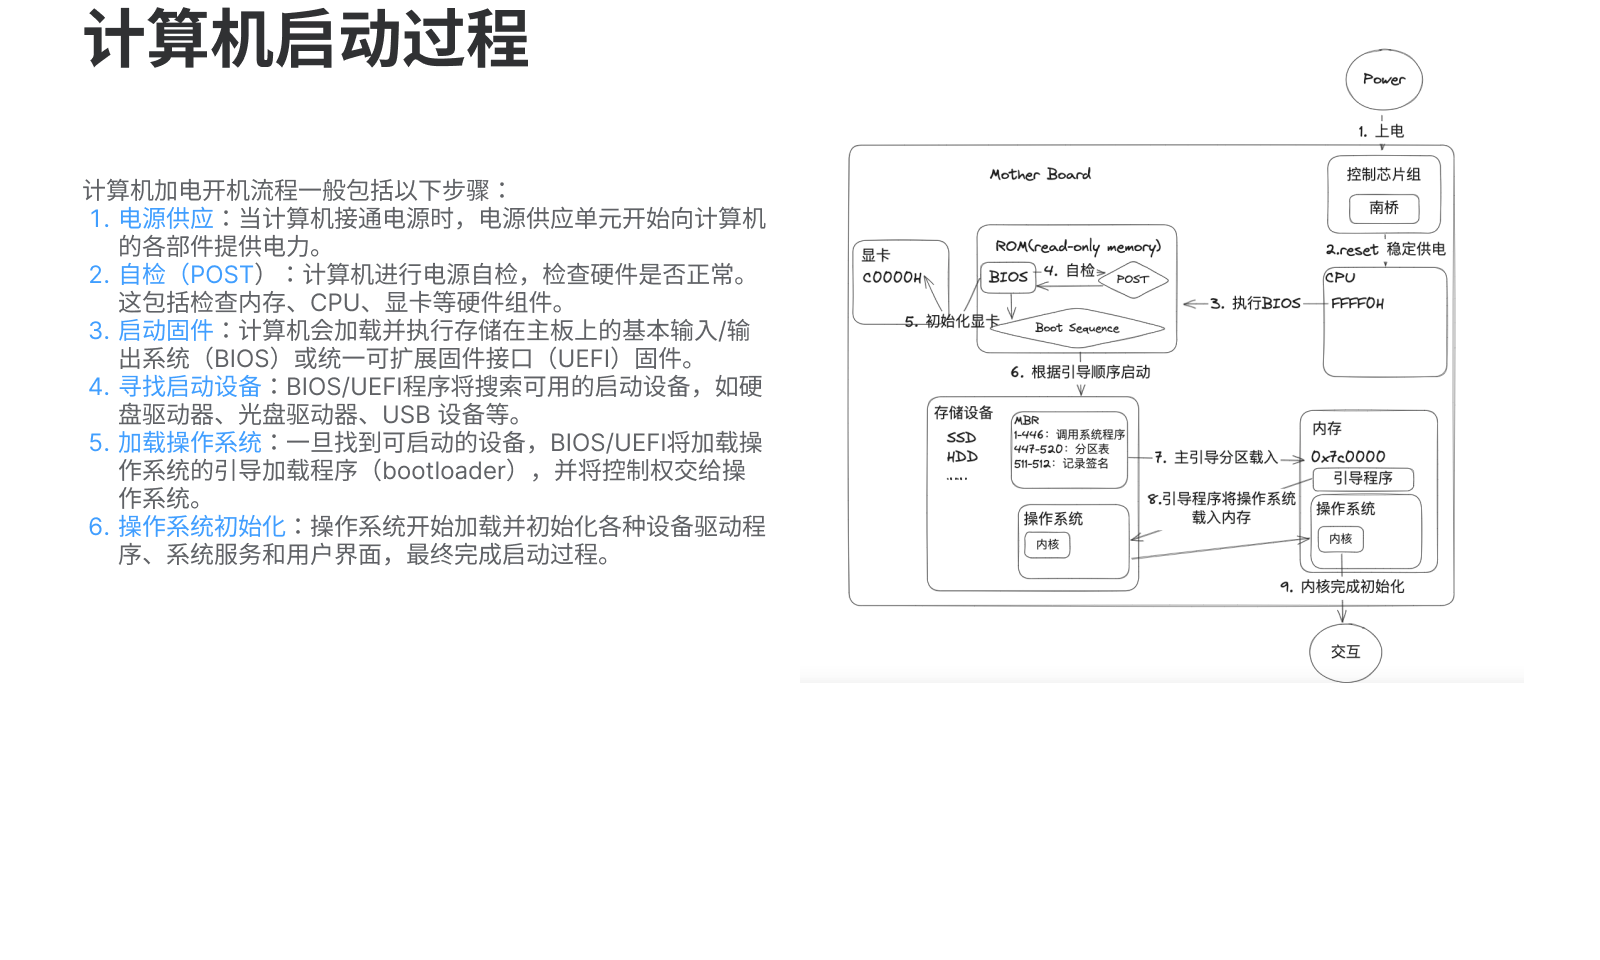 计算机启动过程
计算机加电开机流程一般包括以下步骤：
1. 电源供应：当计算机接通电源时，电源供应单元开始向计算机
的各部件提供电力。
2. 自检（POST）：计算机进行电源自检，检查硬件是否正常。
这包括检查内存、CPU、显卡等硬件组件。
3. 启动固件：计算机会加载并执行存储在主板上的基本输入/输
出系统（BIOS）或统一可扩展固件接口（UEFI）固件。
4. 寻找启动设备：BIOS/UEFI程序将搜索可用的启动设备，如硬
盘驱动器、光盘驱动器、USB 设备等。
5. 加载操作系统：一旦找到可启动的设备，BIOS/UEFI将加载操
作系统的引导加载程序（bootloader），并将控制权交给操
作系统。
6. 操作系统初始化：操作系统开始加载并初始化各种设备驱动程
序、系统服务和用户界面，最终完成启动过程。
Power
1. 上电
Mother Board
控制芯片组
南桥
2.reset 稳定供电
CPU
FFFF0H
3. 执行BIOS
ROM(read-only memory)
BIOS
4. 自检
POST
显卡
C0000H
5. 初始化显卡
Boot Sequence
6. 根据引导顺序启动
存储设备
SSD
HDD
.....
MBR
1-446：调用系统程序
447-520：分区表
511-512：记录签名
7. 主引导分区载入
内存
0x7c0000
引导程序
8.引导程序将操作系统
载入内存
操作系统
内核
操作系统
内核
9. 内核完成初始化
交互